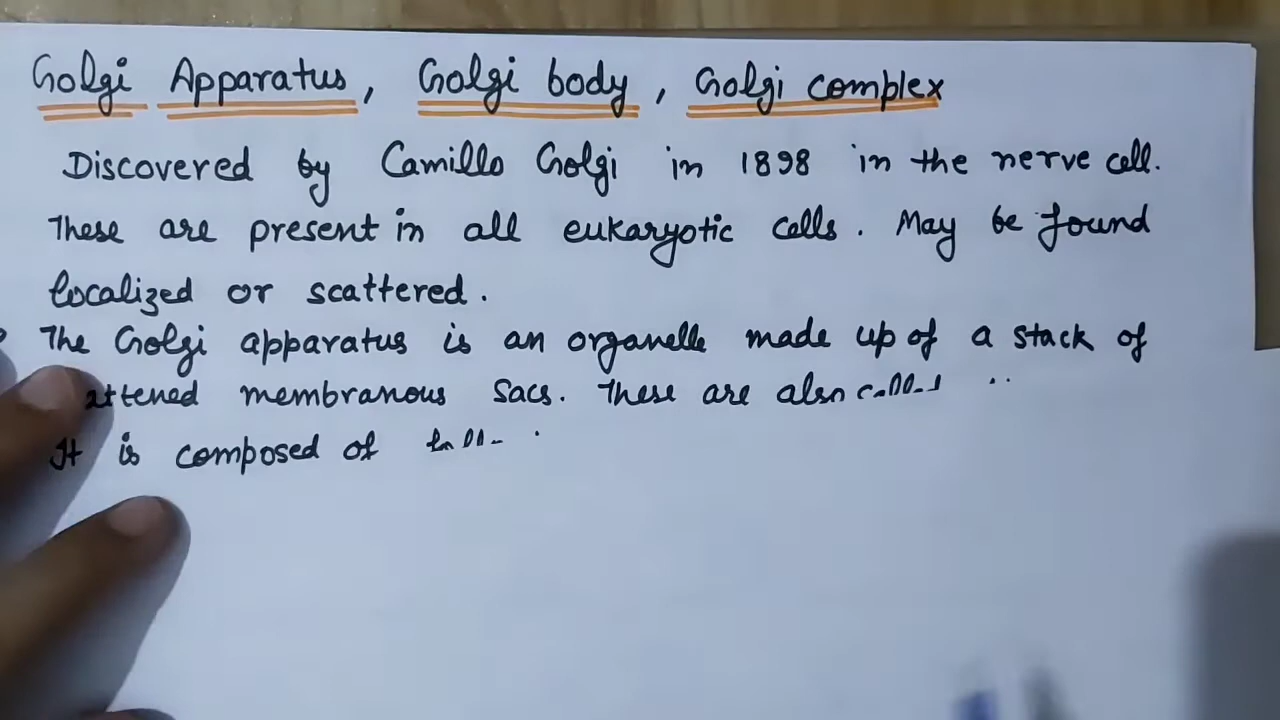 Golgi Apparatus, Golgi body, Golgi complex
Discovered by Camillo Golgi in 1898 in the nerve cell.
These are present in all eukaryotic cells. May be found
localized or scattered.
The Golgi apparatus is an organelle made up of a stack of
attened membranous sacs. These are also
It is composed of